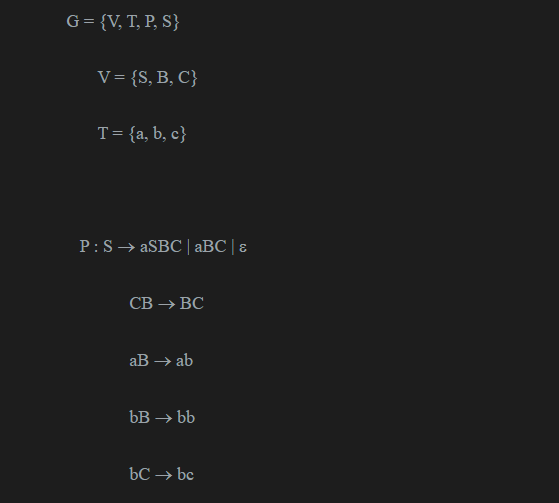 G = {V, T, P, S}
V = {S, B, C}
T = {a, b, c}
P : S → aSBC | aBC | ε
CB → BC
aB → ab
bB → bb
bC → bc